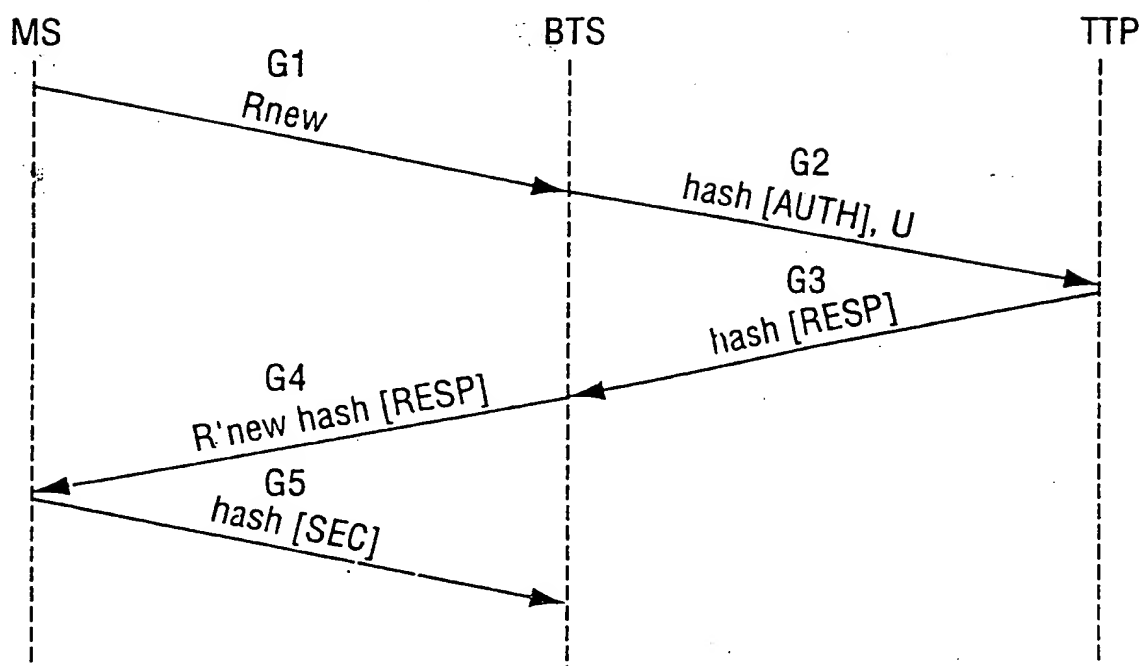 MS
BTS
TTP
G1
Rnew
G2
hash [AUTH], U
G3
hash [RESP]
G4
R'new hash [RESP]
G5
hash [SEC]